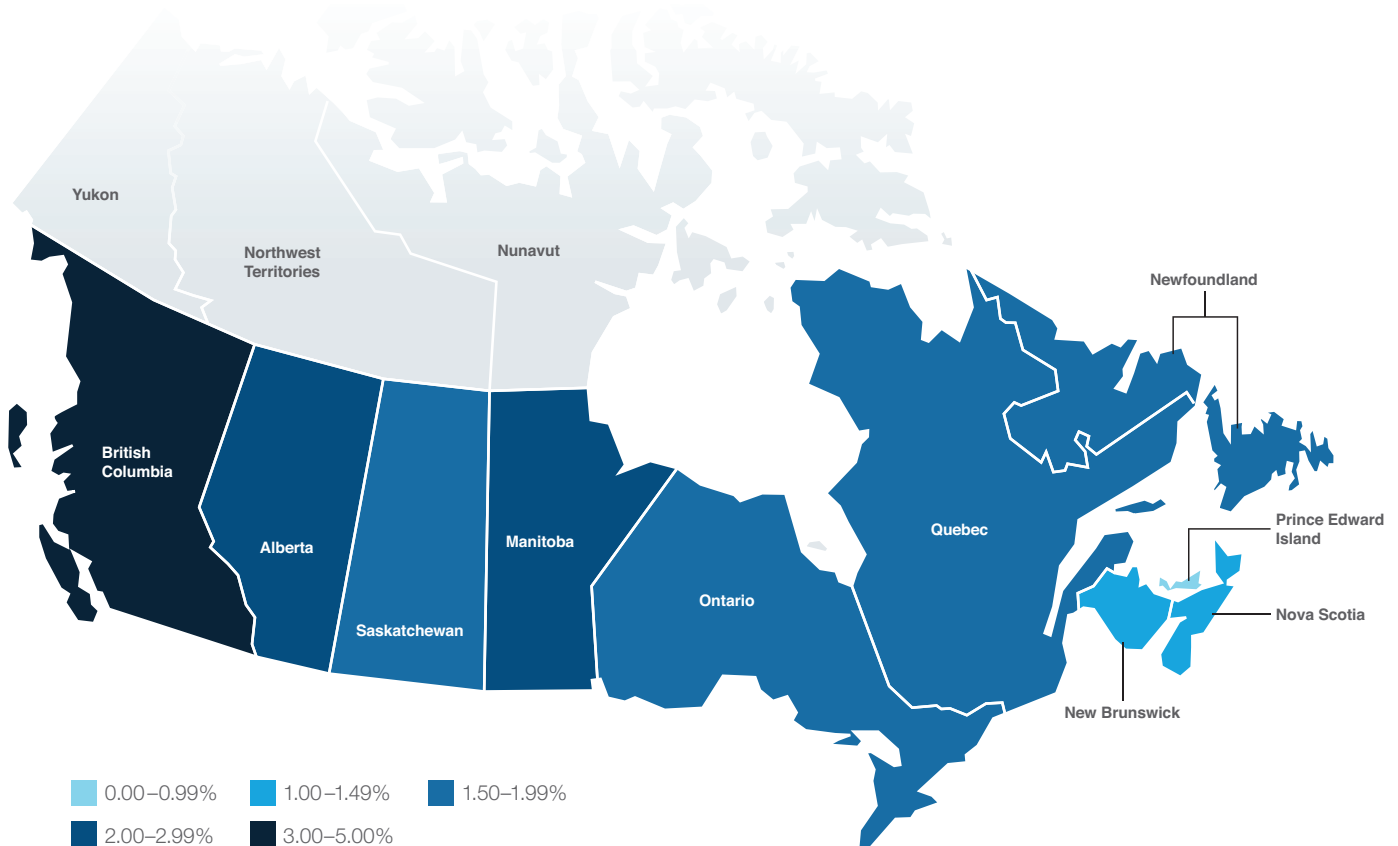 Yukon
Northwest
Territories
Nunavut
Newfoundland
British
Columbia
Alberta
Saskatchewan
Manitoba
Ontario
Quebec
Prince Edward
Island
Nova Scotia
New Brunswick
0.00–0.99%
1.00–1.49%
1.50–1.99%
2.00–2.99%
3.00–5.00%